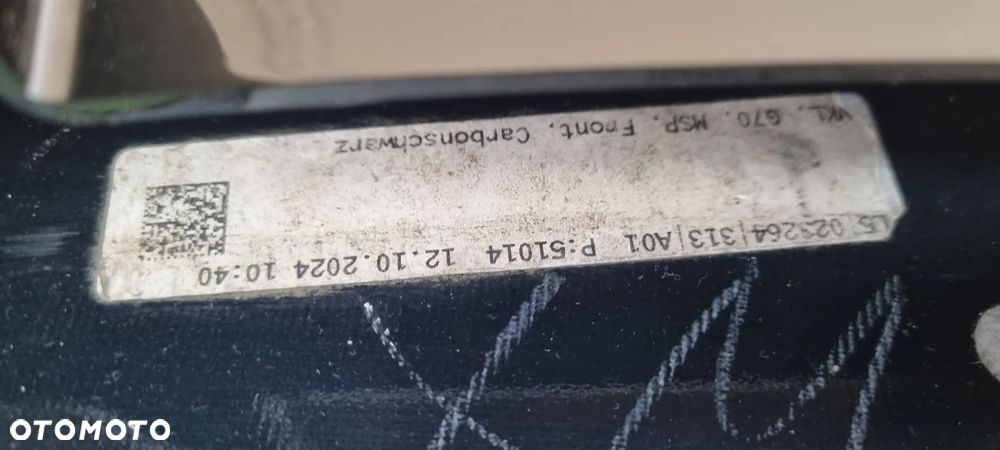 L5|023264|313|A01 P:51014 12.10.2024 10:40
VKL, G70, MSP, Front, Carbonschwarz
OTOMOTO